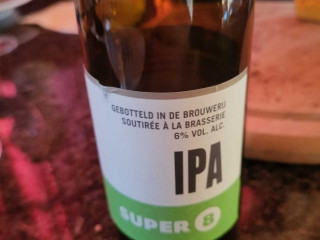 GEBOTTELD IN DE BROUWERIJ
SOUTIRÉE À LA BRASSERIE
6% VOL. ALC.
IPA
SUPER 8